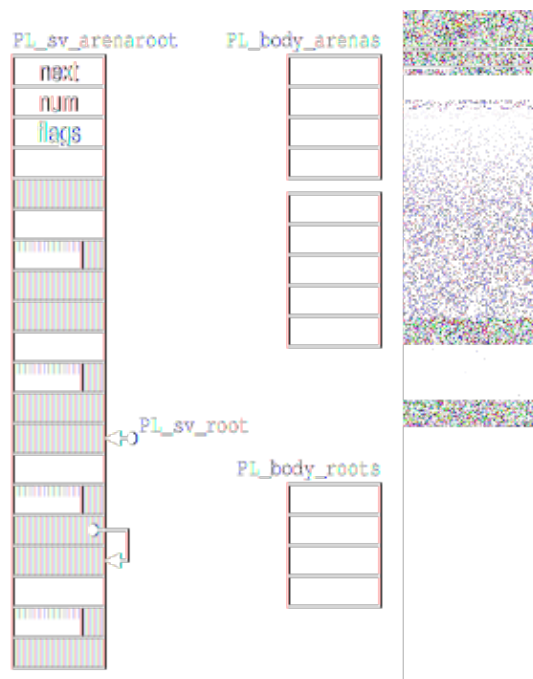 PL_sv_arenaroot
PL_body_arenas
next
num
flags
PL_sv_root
PL_body_roots